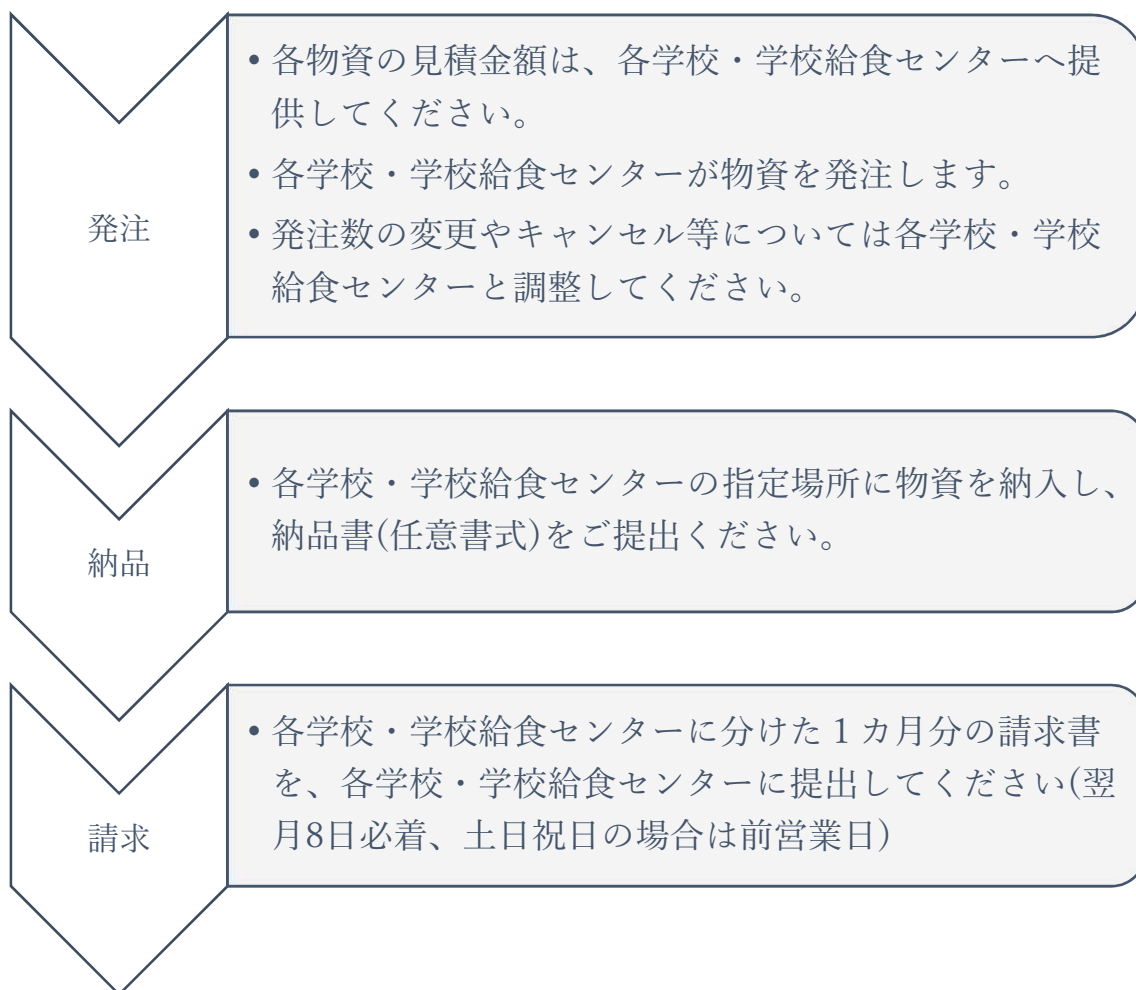 発注
• 各物資の見積金額は、各学校・学校給食センターへ提
供してください。
• 各学校・学校給食センターが物資を発注します。
• 発注数の変更やキャンセル等については各学校・学校
給食センターと調整してください。
納品
• 各学校・学校給食センターの指定場所に物資を納入し、
納品書(任意書式)をご提出ください。
請求
• 各学校・学校給食センターに分けた１カ月分の請求書
を、各学校・学校給食センターに提出してください(翌
月8日必着、土日祝日の場合は前営業日)